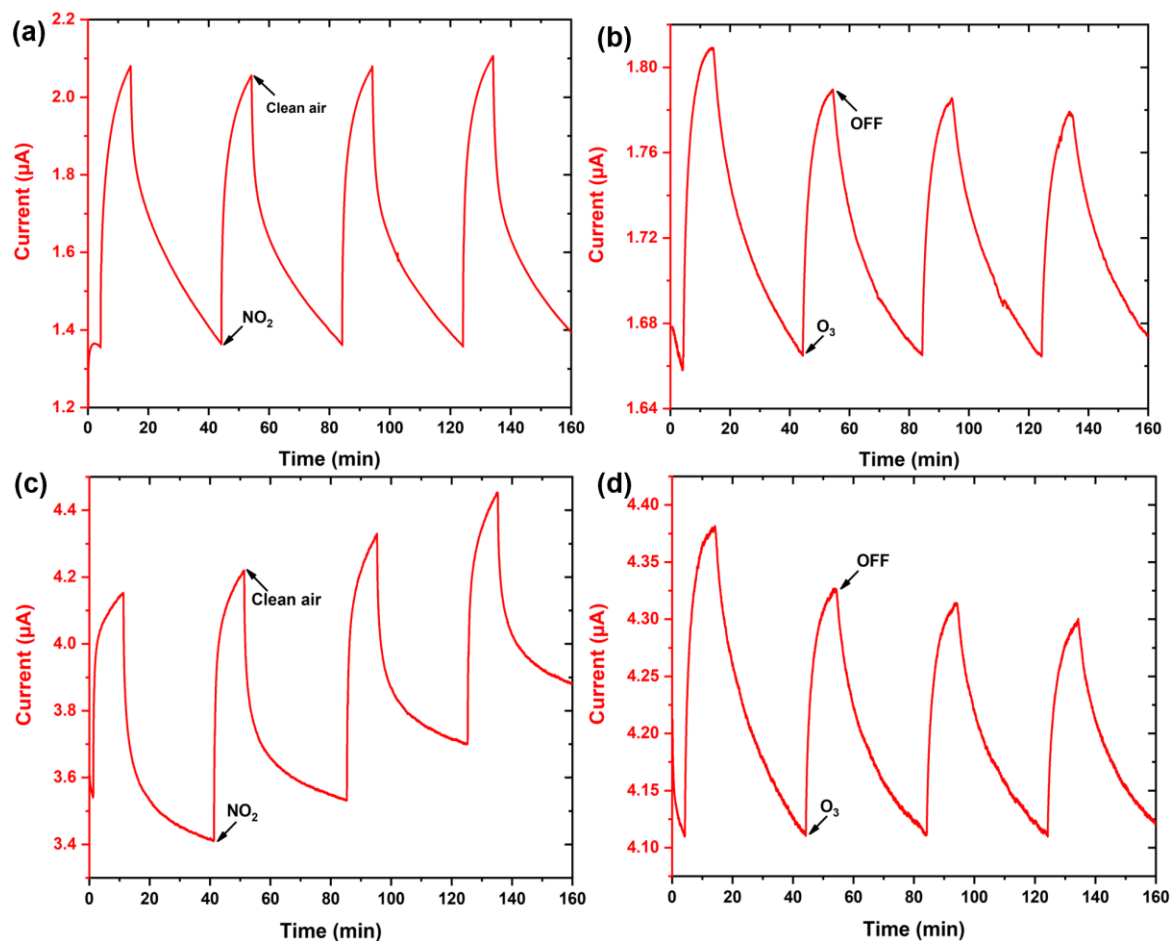 (a)
2.2
2.0
1.8
1.6
1.4
1.2
Current (µA)
Clean air
NO2
0 20 40 60 80 100 120 140 160
Time (min)
(b)
1.80
1.76
1.72
1.68
1.64
Current (µA)
OFF
O3
0 20 40 60 80 100 120 140 160
Time (min)
(c)
4.4
4.2
4.0
3.8
3.6
3.4
Current (µA)
Clean air
NO2
0 20 40 60 80 100 120 140 160
Time (min)
(d)
4.40
4.35
4.30
4.25
4.20
4.15
4.10
Current (µA)
OFF
O3
0 20 40 60 80 100 120 140 160
Time (min)